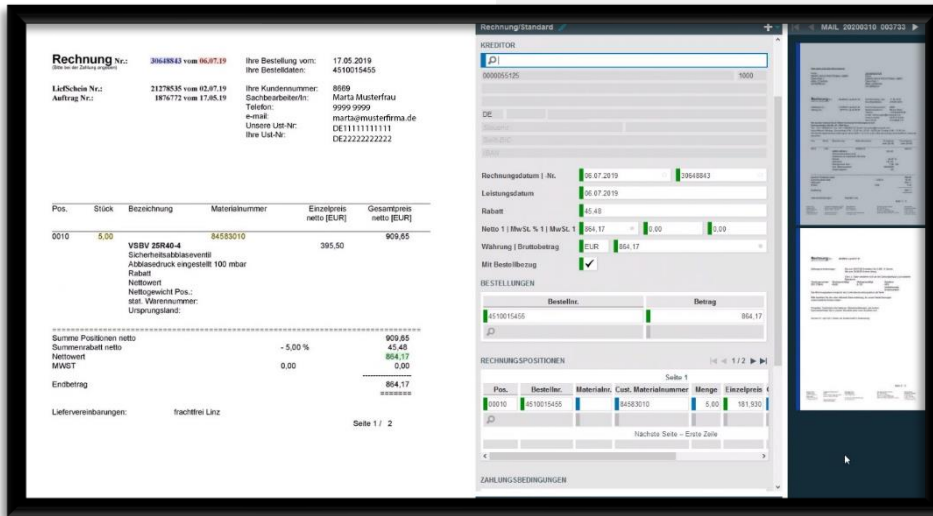 Rechnung Nr.: 30648843 vom 06.07.19
(Bitte bei der Zahlung angeben)
Ihre Bestellung vom: 17.05.2019
Ihre Bestelldaten: 4510015455
LiefSchein Nr.: 21278535 vom 02.07.19
Auftrag Nr.: 1876772 vom 17.05.19
Ihre Kundennummer: 8669
Sachbearbeiter/In: Marta Musterfrau
Telefon: 9999 9999
e-mail: marta@musterfirma.de
Unsere Ust-Nr: DE11111111111
Ihre Ust-Nr: DE22222222222
Pos. Stück Bezeichnung Materialnummer Einzelpreis netto [EUR] Gesamtpreis netto [EUR]
0010 5,00 84583010 909,65
VSBV 25R40-4 395,50
Sicherheitsabblaseventil
Abblasedruck eingestellt 100 mbar
Rabatt
Nettowert
Nettogewicht Pos.:
stat. Warennummer:
Ursprungsland:
Summe Positionen netto 909,65
Summenrabatt netto - 5,00 % 45,48
Nettowert 864,17
MWST 0,00 0,00
Endbetrag 864,17
Liefervereinbarungen: frachtfrei Linz
Seite 1 / 2
Rechnung/Standard
KREDITOR
0000055125 1000
DE
Rechnungsdatum | -Nr. 06.07.2019 30648843
Leistungsdatum 06.07.2019
Rabatt 45,48
Netto 1 | MwSt. % 1 | MwSt. 1 864,17 0,00 0,00
Währung | Bruttobetrag EUR 864,17
Mit Bestellbezug
BESTELLUNGEN
Bestellnr. Betrag
4510015455 864,17
RECHNUNGSPOSITIONEN 1 / 2
Seite 1
Pos. Bestellnr. Materialnr. Cust. Materialnummer Menge Einzelpreis
00010 4510015455 84583010 5,00 181,930
Nächste Seite – Erste Zeile
ZAHLUNGSBEDINGUNGEN
MAIL_20200310_003733